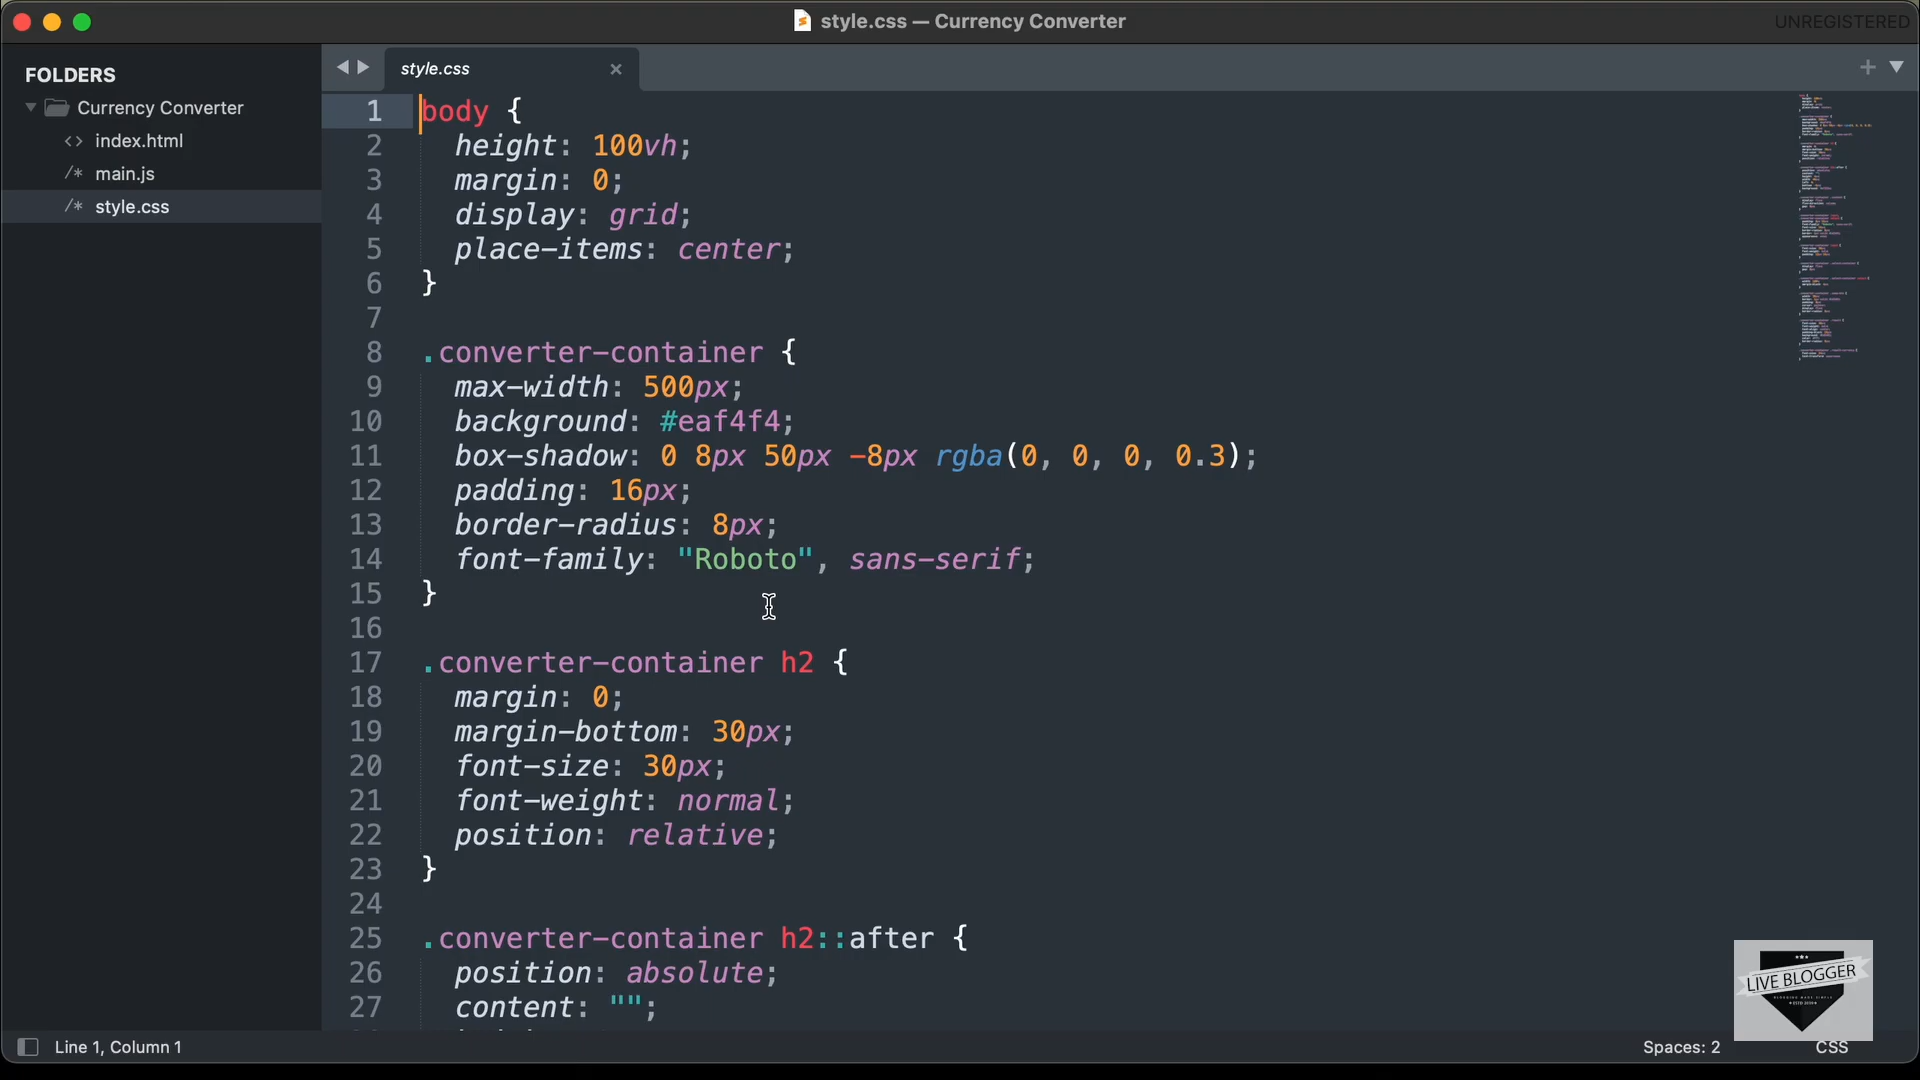 style.css — Currency Converter
UNREGISTERED
FOLDERS
Currency Converter
<> index.html
/* main.js
/* style.css
style.css
1 body {
2   height: 100vh;
3   margin: 0;
4   display: grid;
5   place-items: center;
6 }
7
8 .converter-container {
9   max-width: 500px;
10   background: #eaf4f4;
11   box-shadow: 0 8px 50px -8px rgba(0, 0, 0, 0.3);
12   padding: 16px;
13   border-radius: 8px;
14   font-family: "Roboto", sans-serif;
15 }
16
17 .converter-container h2 {
18   margin: 0;
19   margin-bottom: 30px;
20   font-size: 30px;
21   font-weight: normal;
22   position: relative;
23 }
24
25 .converter-container h2::after {
26   position: absolute;
27   content: "";
LIVE BLOGGER
Line 1, Column 1
Spaces: 2
CSS